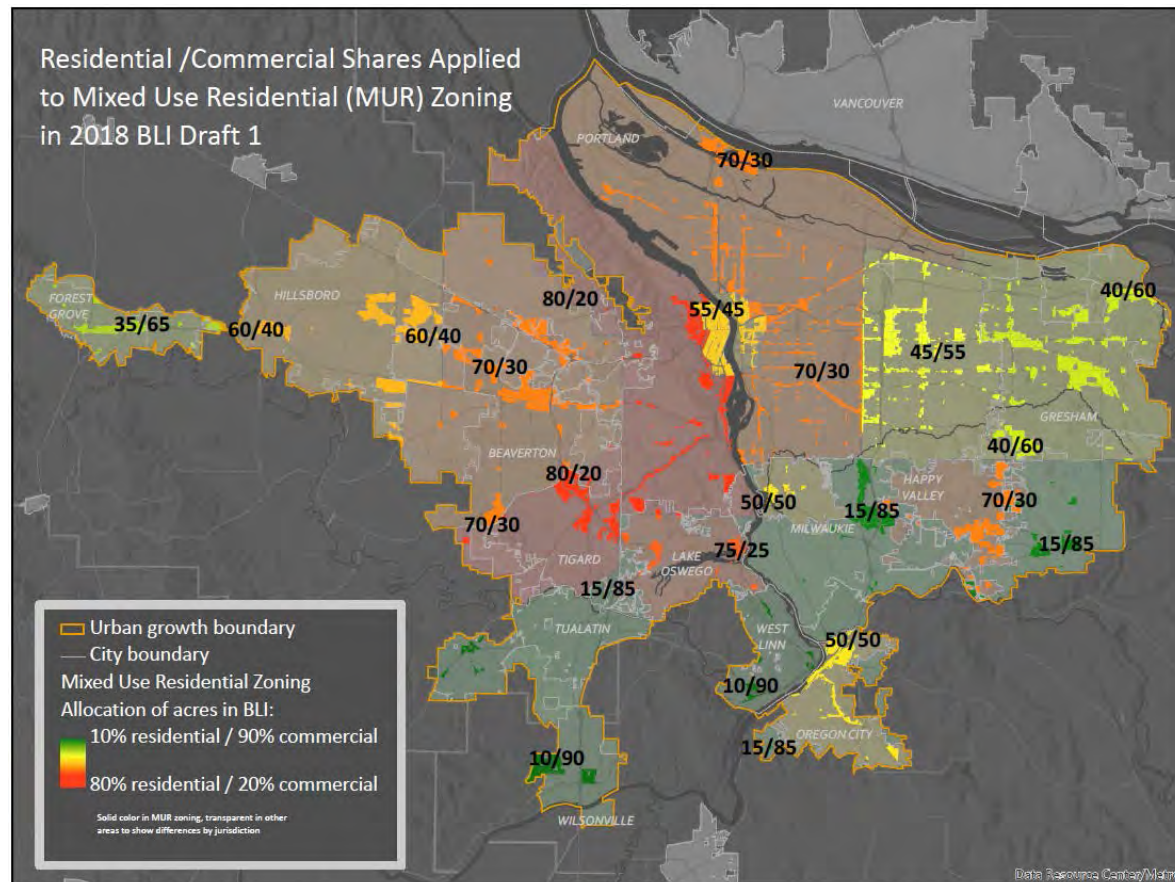 Residential /Commercial Shares Applied
to Mixed Use Residential (MUR) Zoning
in 2018 BLI Draft 1
VANCOUVER
PORTLAND
70/30
FOREST
GROVE
35/65
HILLSBORO
60/40
60/40
80/20
70/30
55/45
70/30
45/55
40/60
GRESHAM
40/60
BEAVERTON
80/20
70/30
TIGARD
15/85
LAKE
OSWEGO
75/25
50/50
MILWAUKIE
15/85
HAPPY
VALLEY
70/30
15/85
TUALATIN
WEST
LINN
10/90
50/50
OREGON CITY
15/85
10/90
WILSONVILLE
Urban growth boundary
City boundary
Mixed Use Residential Zoning
Allocation of acres in BLI:
10% residential / 90% commercial
80% residential / 20% commercial
Solid color in MUR zoning, transparent in other
areas to show differences by jurisdiction
Data Resource Center/Metro